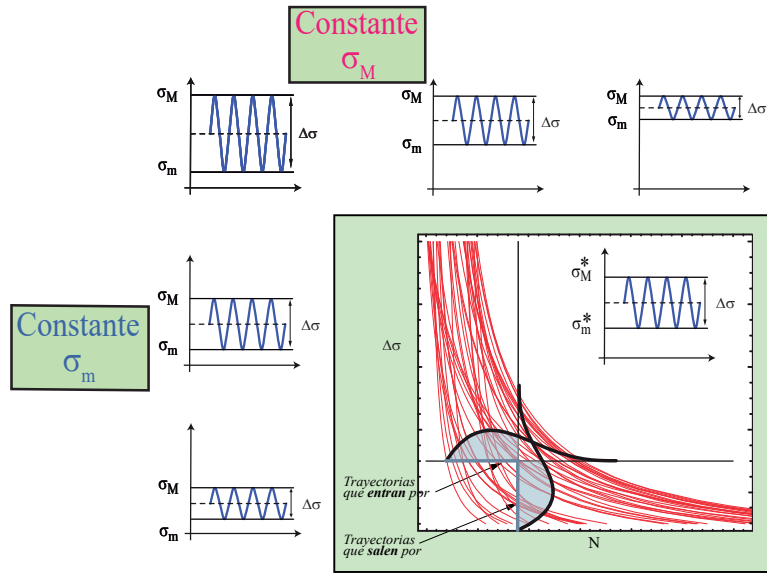 Constante
σM
σM
Δσ
σm
σM
Δσ
σm
σM
Δσ
σm
σM
Δσ
σm
Constante
σm
σM
Δσ
σm
σ*M
Δσ
σ*m
Δσ
Trayectorias
que entran por
Trayectorias
que salen por
N